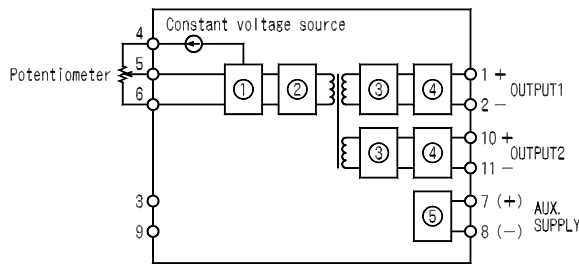 Constant voltage source
4
Potentiometer
5
6
① ② ③ ④
1 +
OUTPUT1
2 −
③ ④
10 +
OUTPUT2
11 −
3
9
⑤
7 (+)
AUX.
SUPPLY
8 (−)